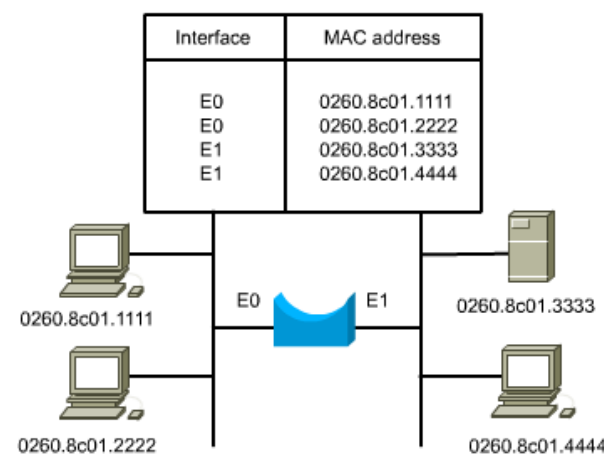 Interface MAC address
E0 0260.8c01.1111
E0 0260.8c01.2222
E1 0260.8c01.3333
E1 0260.8c01.4444
E0 E1
0260.8c01.1111
0260.8c01.3333
0260.8c01.2222
0260.8c01.4444